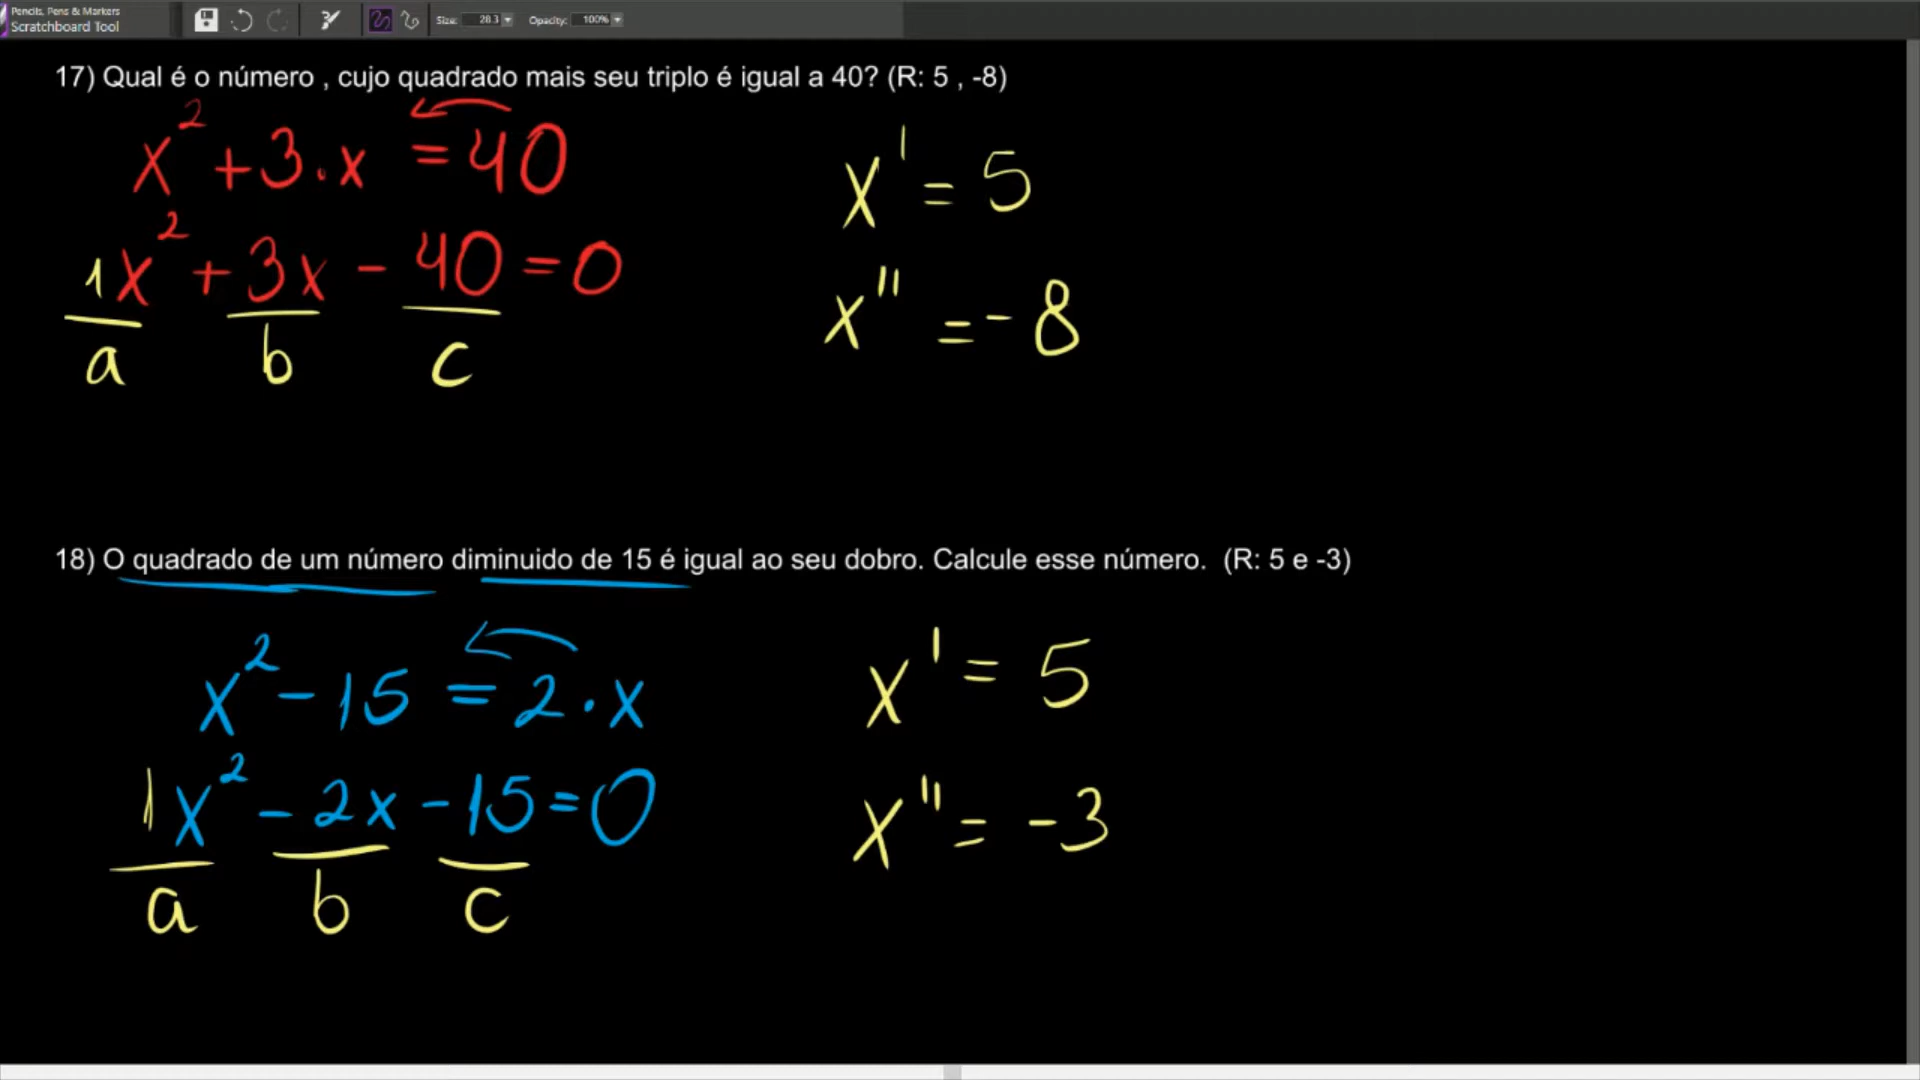 Pencils, Pens & Markers
Scratchboard Tool
Size: 28.3 Opacity: 100%
17) Qual é o número , cujo quadrado mais seu triplo é igual a 40? (R: 5 , -8)
x² + 3 . x = 40
1x² + 3x - 40 = 0
a b c
x' = 5
x'' = - 8
18) O quadrado de um número diminuido de 15 é igual ao seu dobro. Calcule esse número. (R: 5 e -3)
x² - 15 = 2 . x
1x² - 2x - 15 = 0
a b c
x' = 5
x'' = - 3